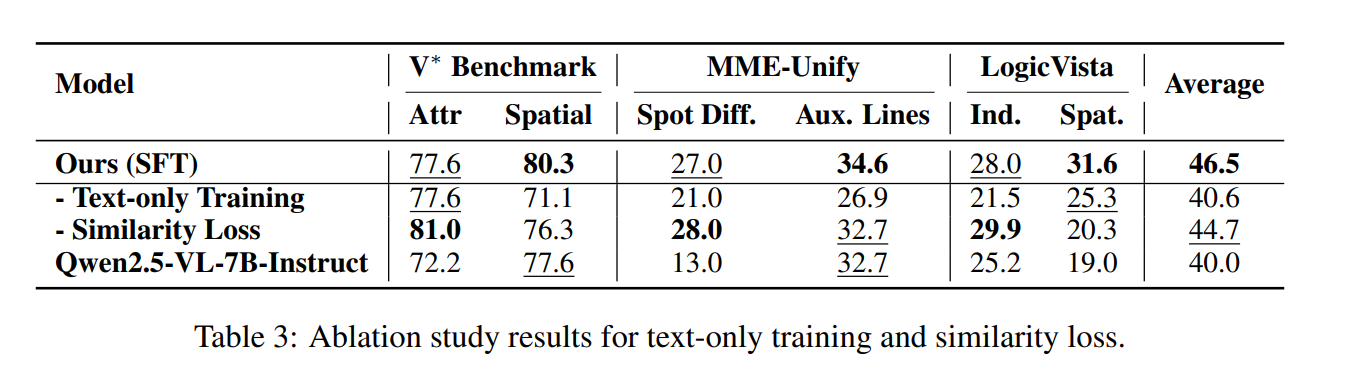 Model V* Benchmark MME-Unify LogicVista Average
Attr Spatial Spot Diff. Aux. Lines Ind. Spat.
Ours (SFT) 77.6 80.3 27.0 34.6 28.0 31.6 46.5
- Text-only Training 77.6 71.1 21.0 26.9 21.5 25.3 40.6
- Similarity Loss 81.0 76.3 28.0 32.7 29.9 20.3 44.7
Qwen2.5-VL-7B-Instruct 72.2 77.6 13.0 32.7 25.2 19.0 40.0
Table 3: Ablation study results for text-only training and similarity loss.